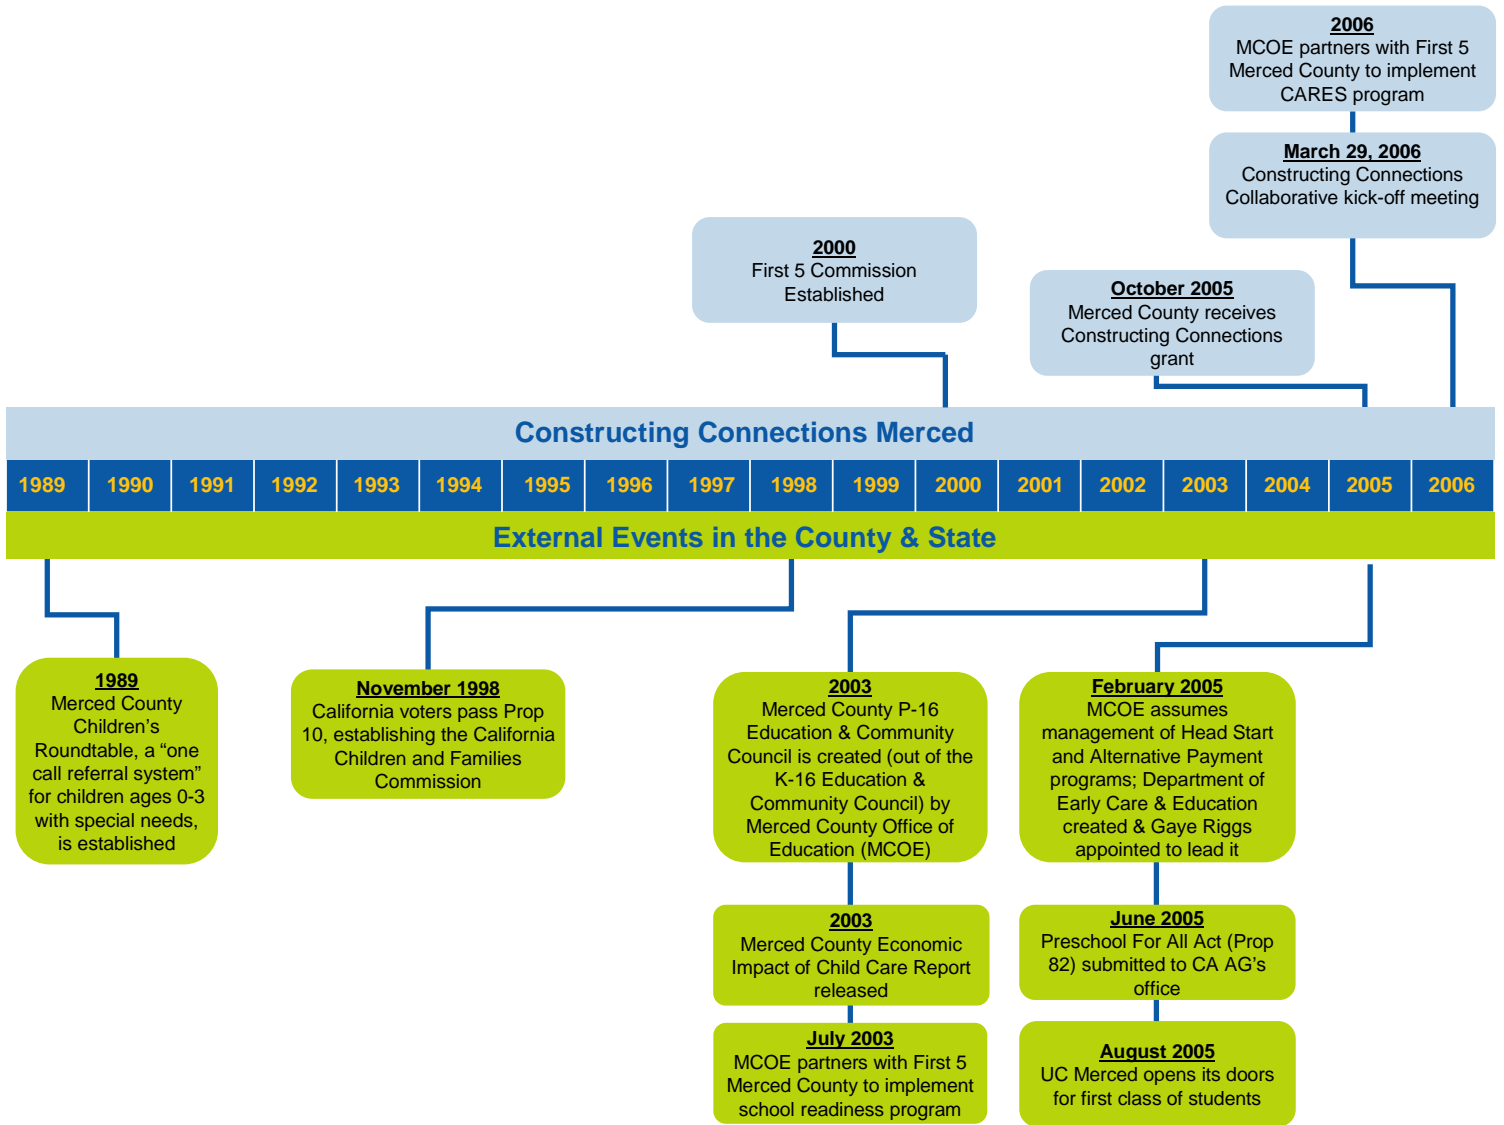 2006
MCOE partners with First 5
Merced County to implement
CARES program
March 29, 2006
Constructing Connections
Collaborative kick-off meeting
2000
First 5 Commission
Established
October 2005
Merced County receives
Constructing Connections
grant
Constructing Connections Merced
1989 1990 1991 1992 1993 1994 1995 1996 1997 1998 1999 2000 2001 2002 2003 2004 2005 2006
External Events in the County & State
1989
Merced County
Children’s
Roundtable, a “one
call referral system”
for children ages 0-3
with special needs,
is established
November 1998
California voters pass Prop
10, establishing the California
Children and Families
Commission
2003
Merced County P-16
Education & Community
Council is created (out of the
K-16 Education &
Community Council) by
Merced County Office of
Education (MCOE)
2003
Merced County Economic
Impact of Child Care Report
released
July 2003
MCOE partners with First 5
Merced County to implement
school readiness program
February 2005
MCOE assumes
management of Head Start
and Alternative Payment
programs; Department of
Early Care & Education
created & Gaye Riggs
appointed to lead it
June 2005
Preschool For All Act (Prop
82) submitted to CA AG’s
office
August 2005
UC Merced opens its doors
for first class of students